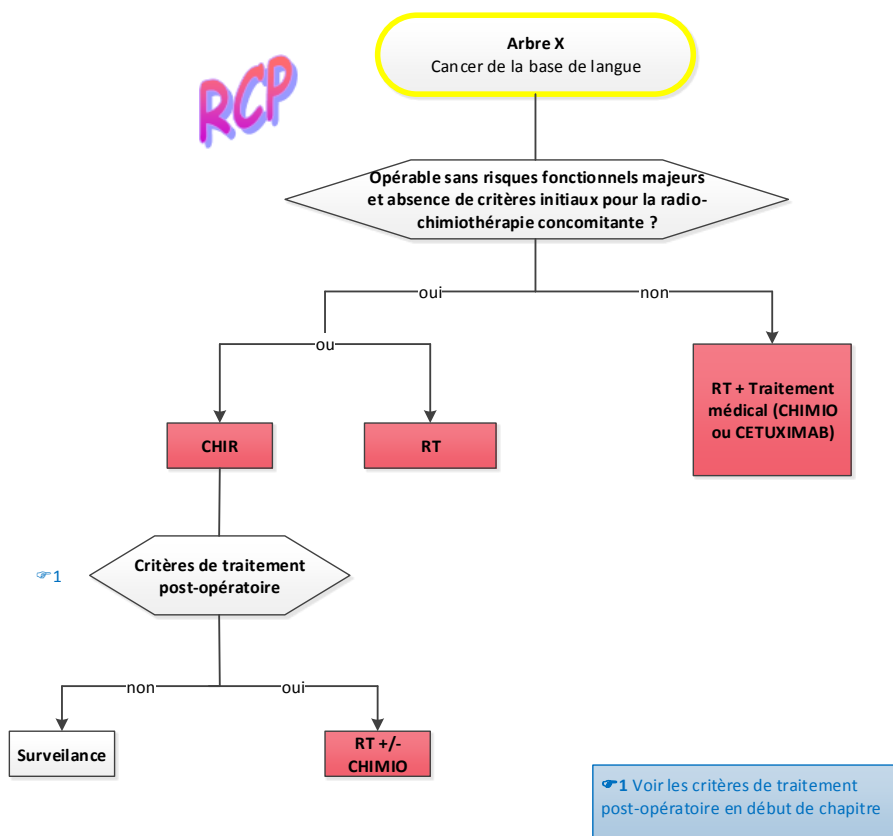 Arbre X
Cancer de la base de langue
RCP
Opérable sans risques fonctionnels majeurs
et absence de critères initiaux pour la radio-
chimiothérapie concomitante ?
oui
non
ou
RT + Traitement
médical (CHIMIO
ou CETUXIMAB)
CHIR
RT
☞1
Critères de traitement
post-opératoire
non
oui
Surveilance
RT +/-
CHIMIO
☞1 Voir les critères de traitement
post-opératoire en début de chapitre